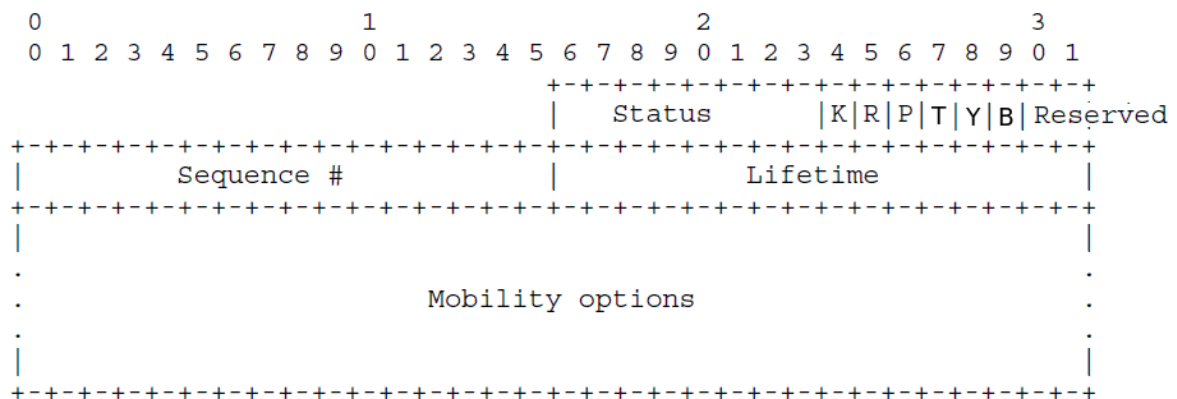 0 1 2 3
0 1 2 3 4 5 6 7 8 9 0 1 2 3 4 5 6 7 8 9 0 1 2 3 4 5 6 7 8 9 0 1
+-+-+-+-+-+-+-+-+-+-+-+-+-+-+-+-+
| Status |K|R|P|T|Y|B| Reserved
+-+-+-+-+-+-+-+-+-+-+-+-+-+-+-+-+-+-+-+-+-+-+-+-+-+-+-+-+-+-+-+-+
| Sequence # | Lifetime |
+-+-+-+-+-+-+-+-+-+-+-+-+-+-+-+-+-+-+-+-+-+-+-+-+-+-+-+-+-+-+-+-+
| |
. .
. Mobility options .
. .
| |
+-+-+-+-+-+-+-+-+-+-+-+-+-+-+-+-+-+-+-+-+-+-+-+-+-+-+-+-+-+-+-+-+